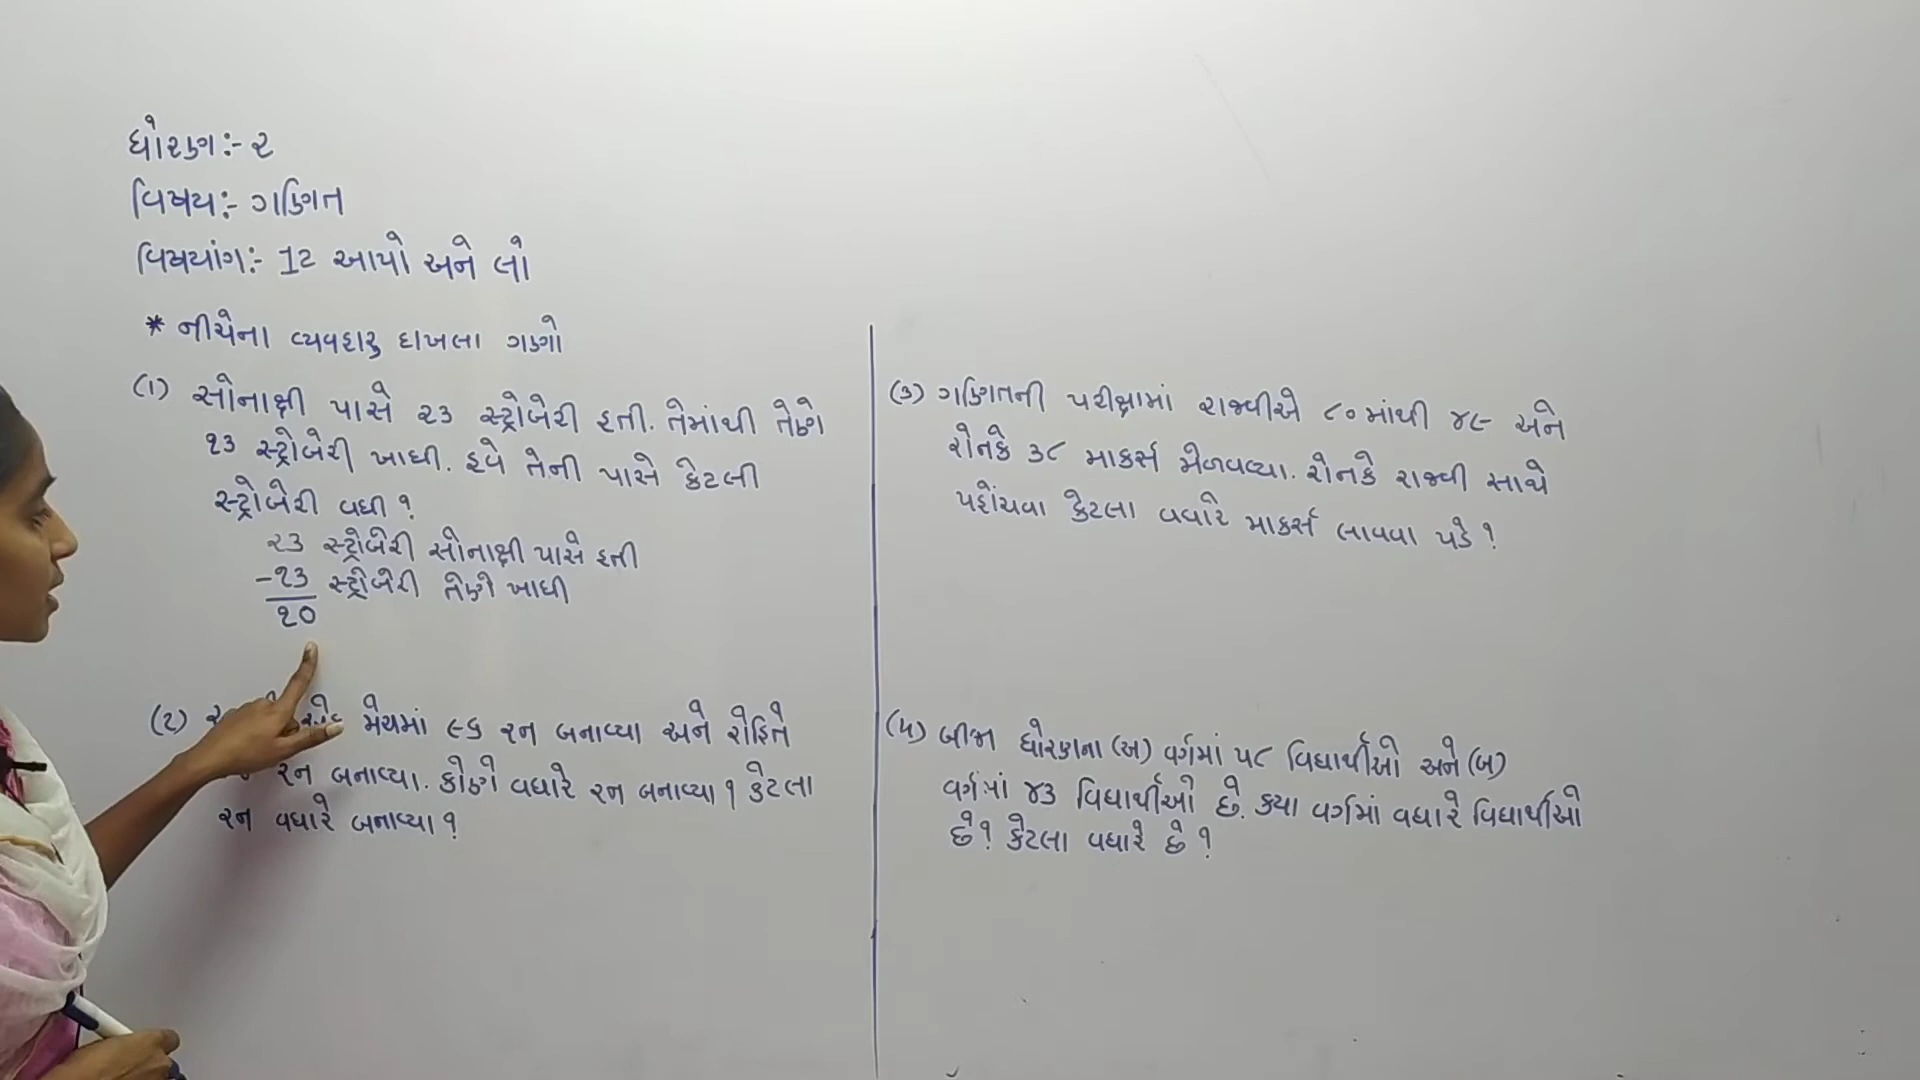 ધોરણ:- ૨
વિષય:- ગણિત
વિષયાંગ:- 12 આપો અને લો
* નીચેના વ્યવહારુ દાખલા ગણો
(૧) સોનાક્ષી પાસે ૨૩ સ્ટ્રોબેરી હતી. તેમાંથી તેણે
૧૩ સ્ટ્રોબેરી ખાધી. હવે તેની પાસે કેટલી
સ્ટ્રોબેરી વધી ?
૨૩ સ્ટ્રોબેરી સોનાક્ષી પાસે હતી
-૧૩ સ્ટ્રોબેરી તેણે ખાધી
૧૦
(૨) મેચમાં ૯૬ રન બનાવ્યા અને રોહિતે
રન બનાવ્યા. કોણે વધારે રન બનાવ્યા ? કેટલા
રન વધારે બનાવ્યા ?
(૩) ગણિતની પરીક્ષામાં રાજવીએ ૮૦માંથી ૪૯ અને
રોનકે ૩૮ માર્ક્સ મેળવવ્યા. રોનકે રાજવી સાથે
પહોંચવા કેટલા વધારે માર્ક્સ લાવવા પડે ?
(૫) બીજા ધોરણના (અ) વર્ગમાં ૫૮ વિદ્યાર્થીઓ અને (બ)
વર્ગમાં ૪૩ વિદ્યાર્થીઓ છે. કયા વર્ગમાં વધારે વિદ્યાર્થીઓ
છે ? કેટલા વધારે છે ?